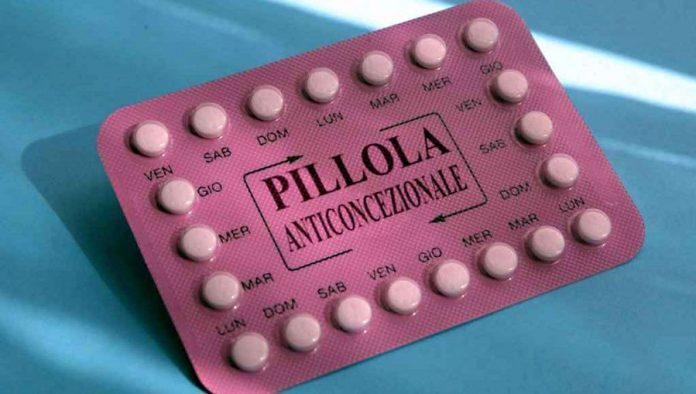 VEN SAB DOM LUN MAR MER GIO
GIO
MER
MAR
PILLOLA
ANTICONCEZIONALE
VEN
SAB
DOM
LUN DOM SAB VEN GIO MER MAR LUN